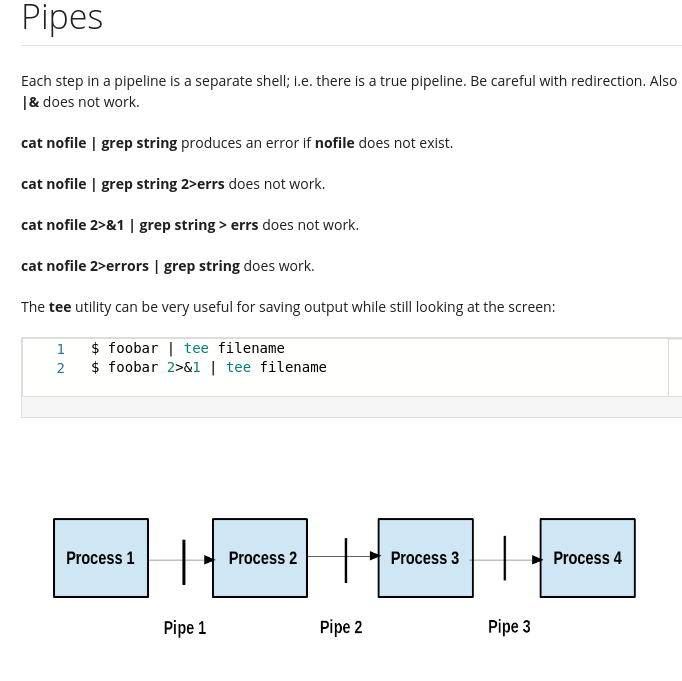 Pipes
Each step in a pipeline is a separate shell; i.e. there is a true pipeline. Be careful with redirection. Also
|& does not work.
cat nofile | grep string produces an error if nofile does not exist.
cat nofile | grep string 2>errs does not work.
cat nofile 2>&1 | grep string > errs does not work.
cat nofile 2>errors | grep string does work.
The tee utility can be very useful for saving output while still looking at the screen:
1 $ foobar | tee filename
2 $ foobar 2>&1 | tee filename
Process 1 Process 2 Process 3 Process 4
Pipe 1 Pipe 2 Pipe 3